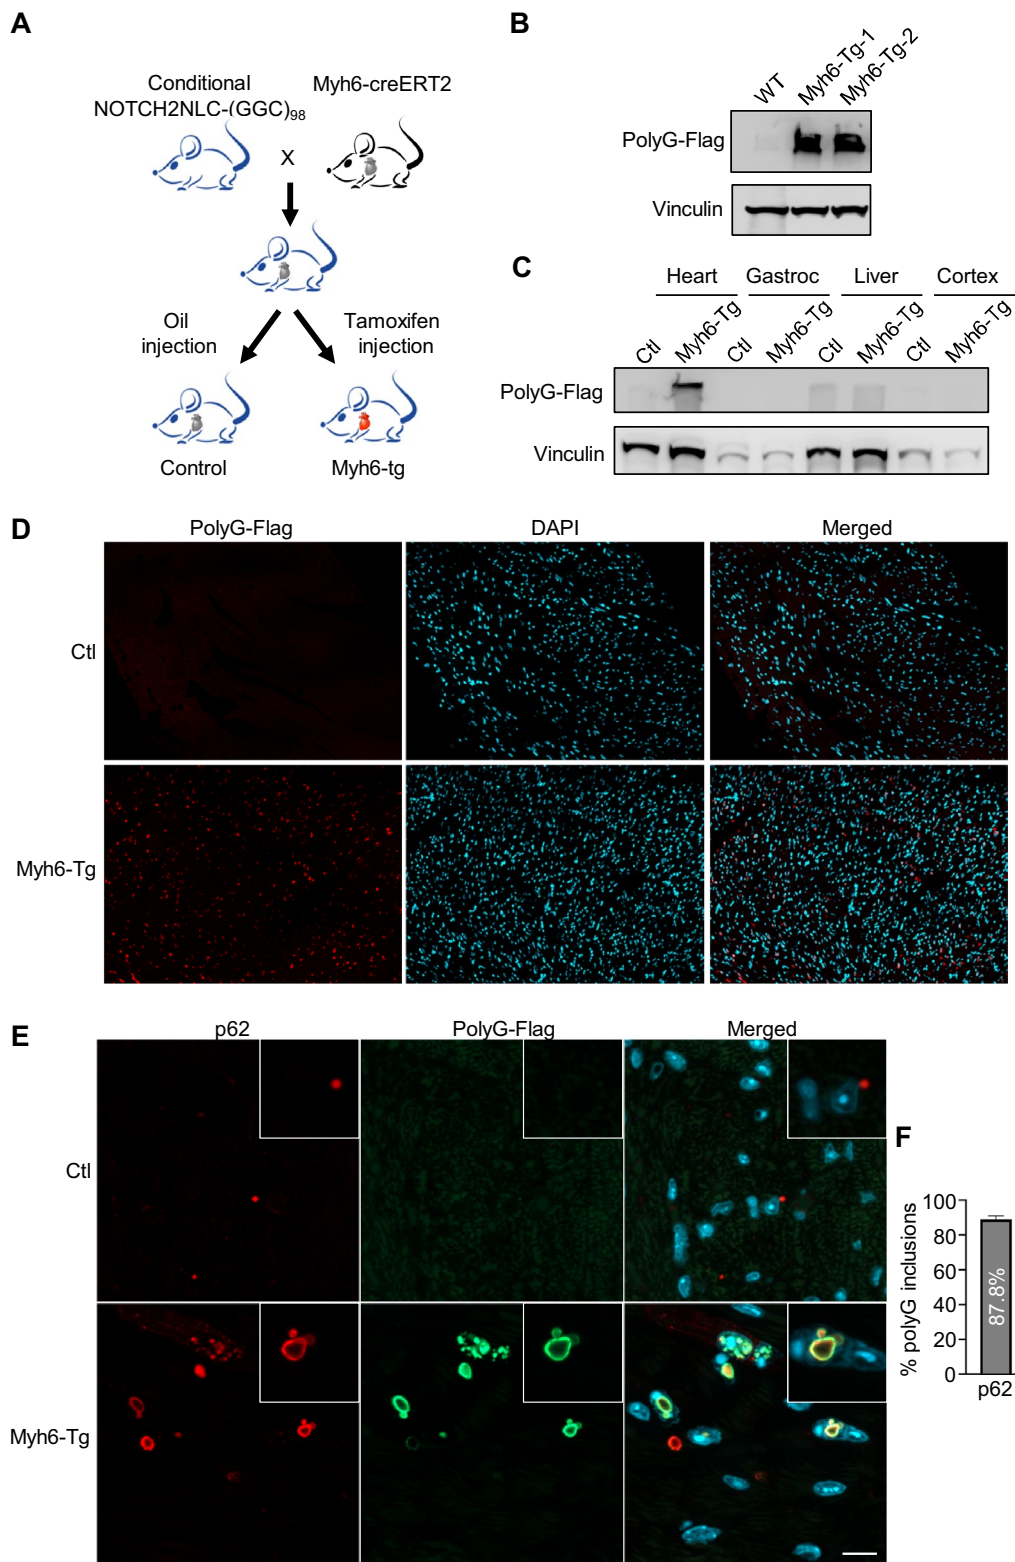 A
Conditional
NOTCH2NLC-(GGC)98
Myh6-creERT2
X
Oil
injection
Tamoxifen
injection
Control
Myh6-tg
B
WT
Myh6-Tg-1
Myh6-Tg-2
PolyG-Flag
Vinculin
C
Heart Gastroc Liver Cortex
Ctl Myh6-Tg Ctl Myh6-Tg Ctl Myh6-Tg Ctl Myh6-Tg
PolyG-Flag
Vinculin
D
PolyG-Flag DAPI Merged
Ctl
Myh6-Tg
E
p62 PolyG-Flag Merged
Ctl
Myh6-Tg
F
% polyG inclusions
100
80
60
40
20
0
87.8%
p62